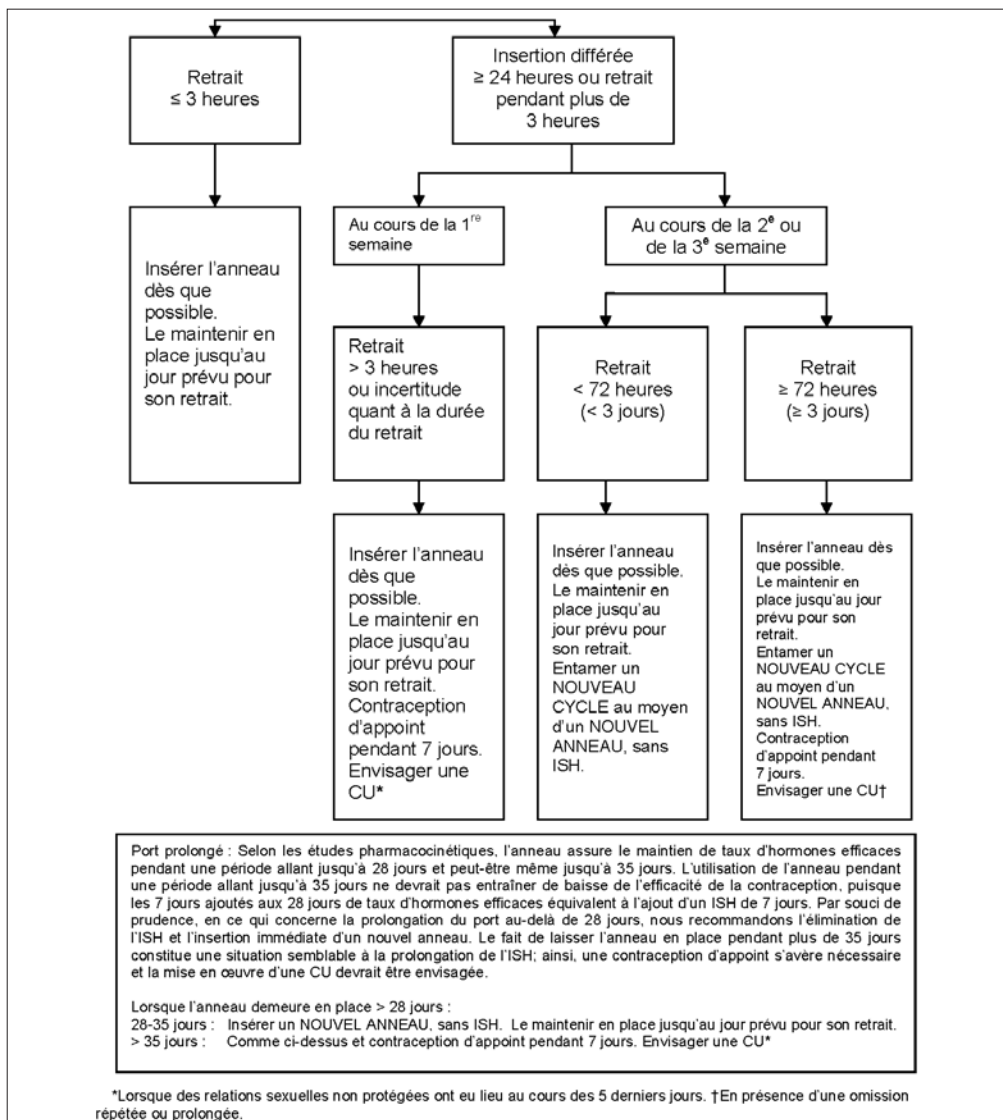 Retrait
≤ 3 heures
Insertion différée
≥ 24 heures ou retrait
pendant plus de
3 heures
Insérer l'anneau
dès que
possible.
Le maintenir en
place jusqu'au
jour prévu pour
son retrait.
Au cours de la 1re
semaine
Au cours de la 2e ou
de la 3e semaine
Retrait
> 3 heures
ou incertitude
quant à la durée
du retrait
Retrait
< 72 heures
(< 3 jours)
Retrait
≥ 72 heures
(≥ 3 jours)
Insérer l'anneau
dès que
possible.
Le maintenir en
place jusqu'au
jour prévu pour
son retrait.
Contraception
d'appoint
pendant 7 jours.
Envisager une
CU*
Insérer l'anneau
dès que possible.
Le maintenir en
place jusqu'au
jour prévu pour
son retrait.
Entamer un
NOUVEAU
CYCLE au moyen
d'un NOUVEL
ANNEAU, sans
ISH.
Insérer l'anneau dès
que possible.
Le maintenir en
place jusqu'au jour
prévu pour son
retrait.
Entamer un
NOUVEAU CYCLE
au moyen d'un
NOUVEL ANNEAU,
sans ISH.
Contraception
d'appoint pendant
7 jours.
Envisager une CU†
Port prolongé : Selon les études pharmacocinétiques, l'anneau assure le maintien de taux d'hormones efficaces
pendant une période allant jusqu'à 28 jours et peut-être même jusqu'à 35 jours. L'utilisation de l'anneau pendant
une période allant jusqu'à 35 jours ne devrait pas entraîner de baisse de l'efficacité de la contraception, puisque
les 7 jours ajoutés aux 28 jours de taux d'hormones efficaces équivalent à l'ajout d'un ISH de 7 jours. Par souci de
prudence, en ce qui concerne la prolongation du port au-delà de 28 jours, nous recommandons l'élimination de
l'ISH et l'insertion immédiate d'un nouvel anneau. Le fait de laisser l'anneau en place pendant plus de 35 jours
constitue une situation semblable à la prolongation de l'ISH; ainsi, une contraception d'appoint s'avère nécessaire
et la mise en œuvre d'une CU devrait être envisagée.
Lorsque l'anneau demeure en place > 28 jours :
28-35 jours : Insérer un NOUVEL ANNEAU, sans ISH. Le maintenir en place jusqu'au jour prévu pour son retrait.
> 35 jours : Comme ci-dessus et contraception d'appoint pendant 7 jours. Envisager une CU*
*Lorsque des relations sexuelles non protégées ont eu lieu au cours des 5 derniers jours. †En présence d'une omission
répétée ou prolongée.